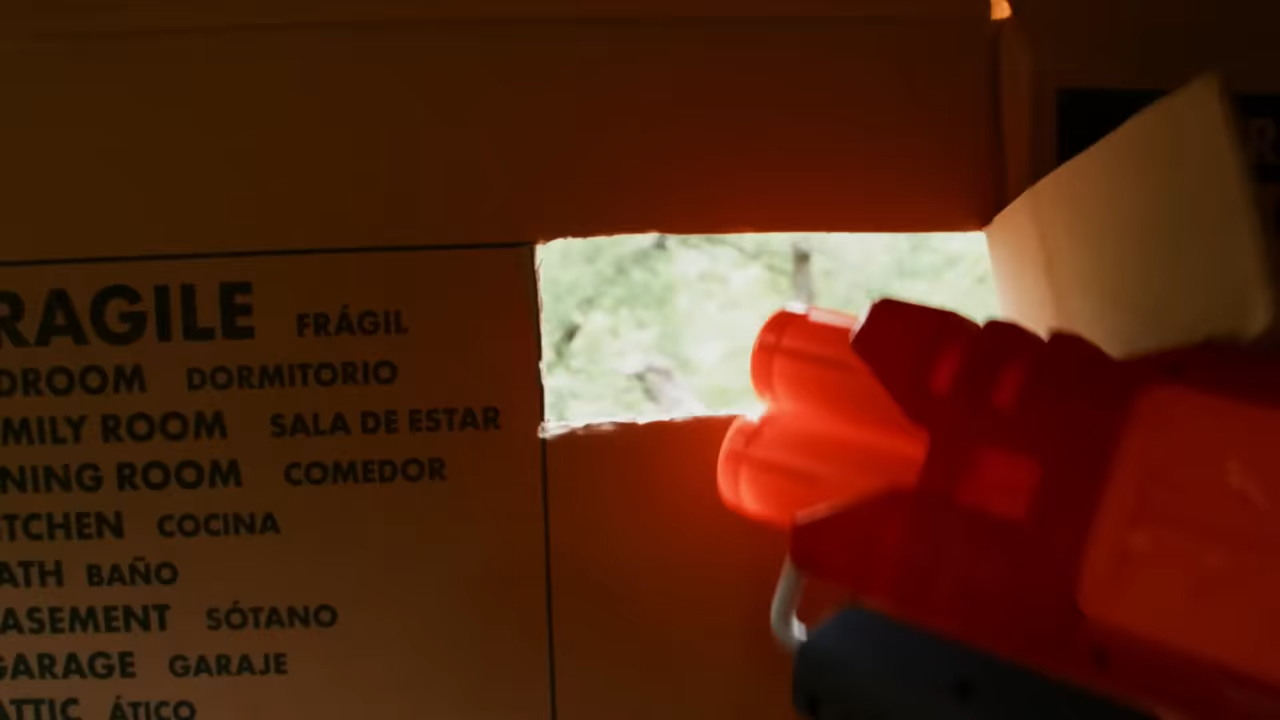 RAGILE FRÁGIL
DROOM DORMITORIO
MILY ROOM SALA DE ESTAR
NING ROOM COMEDOR
TCHEN COCINA
ATH BAÑO
ASEMENT SÓTANO
GARAGE GARAJE
ATTIC ÁTICO